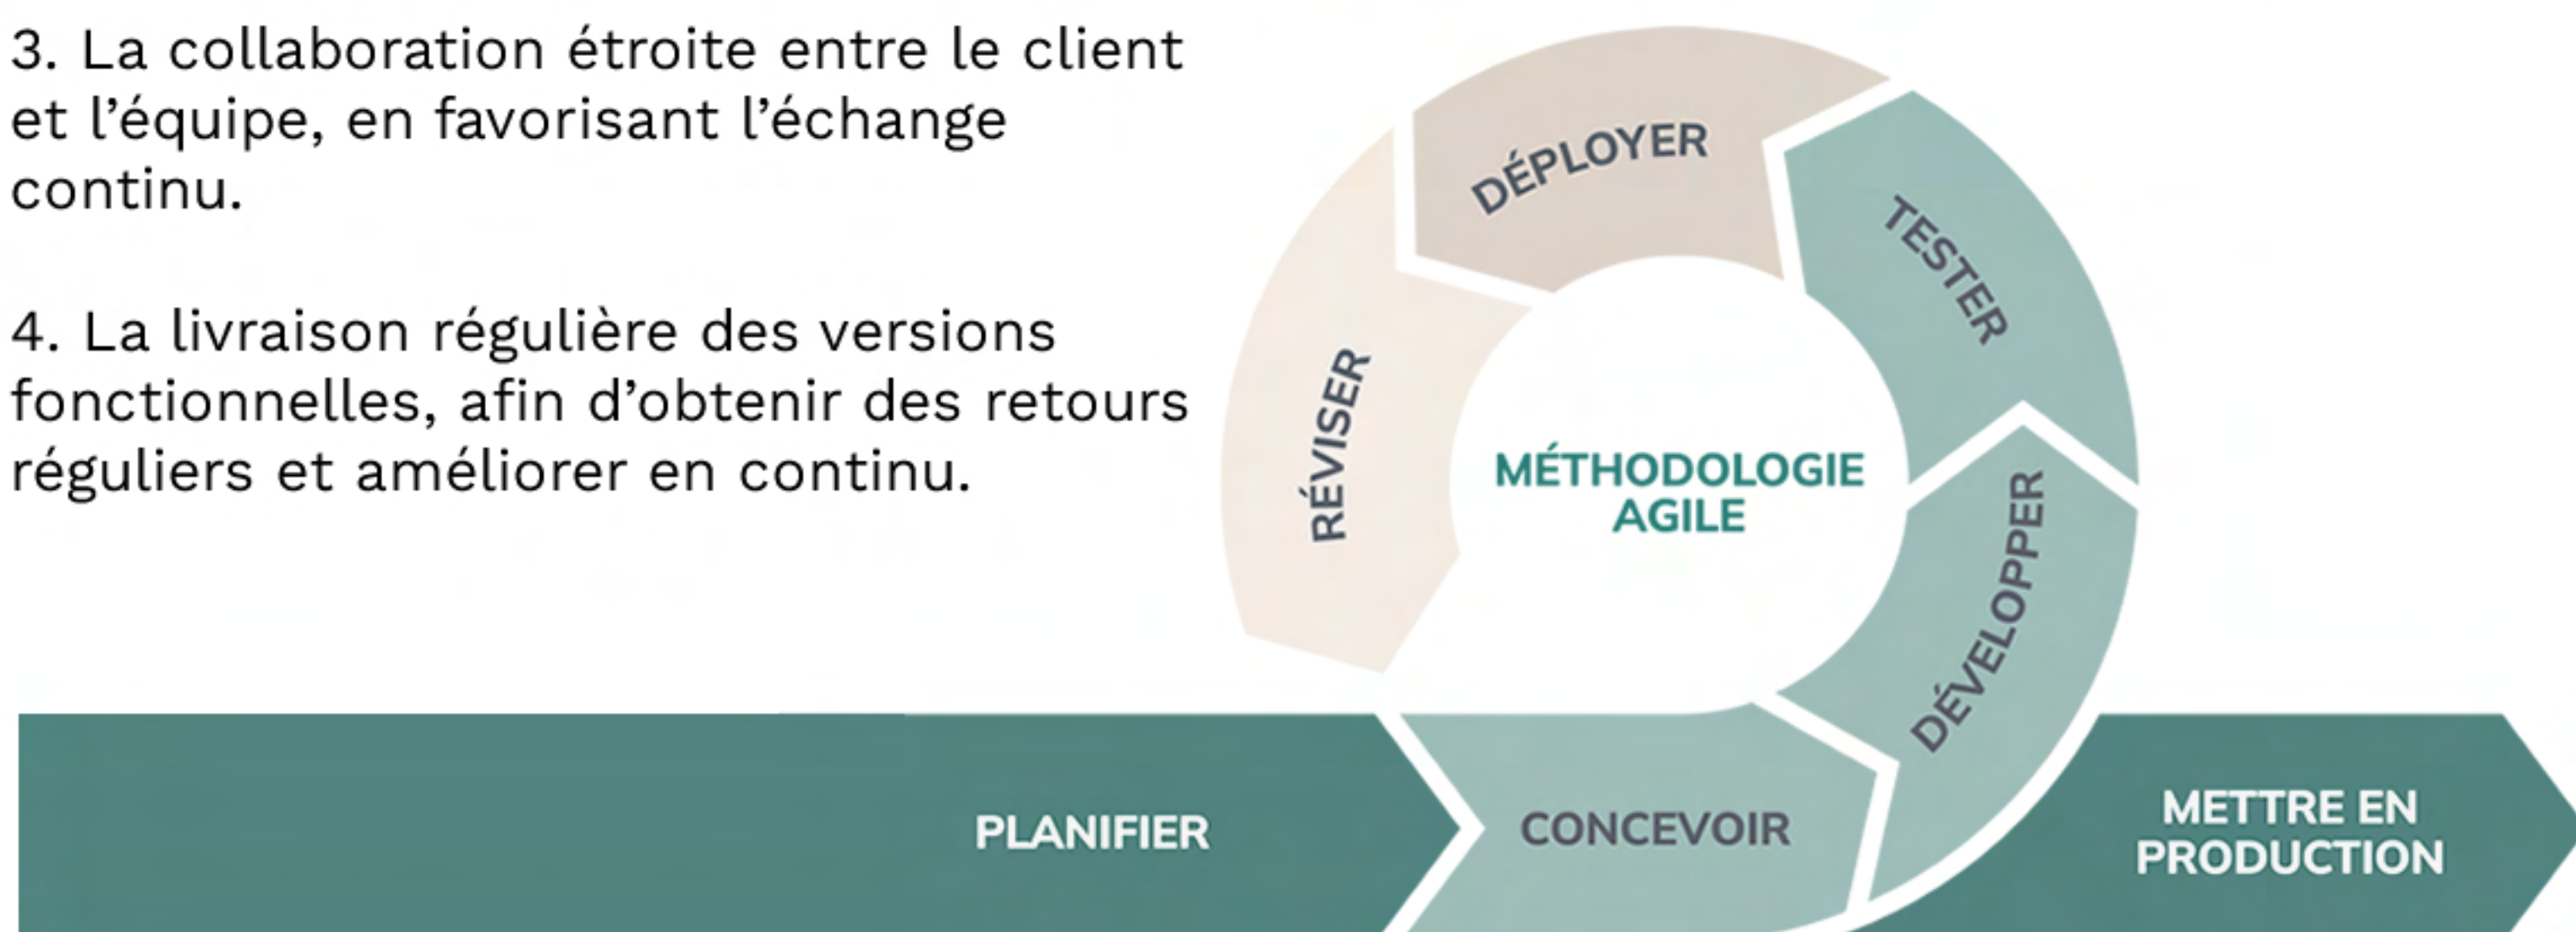 3. La collaboration étroite entre le client
et l’équipe, en favorisant l’échange
continu.
4. La livraison régulière des versions
fonctionnelles, afin d’obtenir des retours
réguliers et améliorer en continu.
DÉPLOYER
TESTER
RÉVISER
MÉTHODOLOGIE
AGILE
DÉVELOPPER
PLANIFIER
CONCEVOIR
METTRE EN
PRODUCTION